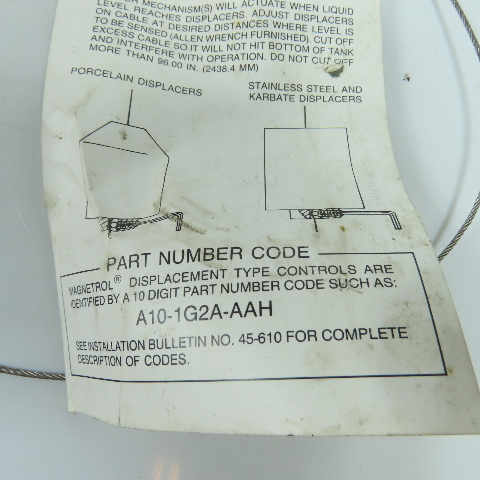 MECHANISM(S) WILL ACTUATE WHEN LIQUID
LEVEL REACHES DISPLACERS. ADJUST DISPLACERS
ON CABLE AT DESIRED DISTANCES WHERE LEVEL IS
TO BE SENSED (ALLEN WRENCH FURNISHED). CUT OFF
EXCESS CABLE SO IT WILL NOT HIT BOTTOM OF TANK
AND INTERFERE WITH OPERATION. DO NOT CUT OFF
MORE THAN 96.00 IN. (2438.4 MM)
PORCELAIN DISPLACERS
STAINLESS STEEL AND
KARBATE DISPLACERS
PART NUMBER CODE
MAGNETROL® DISPLACEMENT TYPE CONTROLS ARE
IDENTIFIED BY A 10 DIGIT PART NUMBER CODE SUCH AS:
A10-1G2A-AAH
SEE INSTALLATION BULLETIN NO. 45-610 FOR COMPLETE
DESCRIPTION OF CODES.